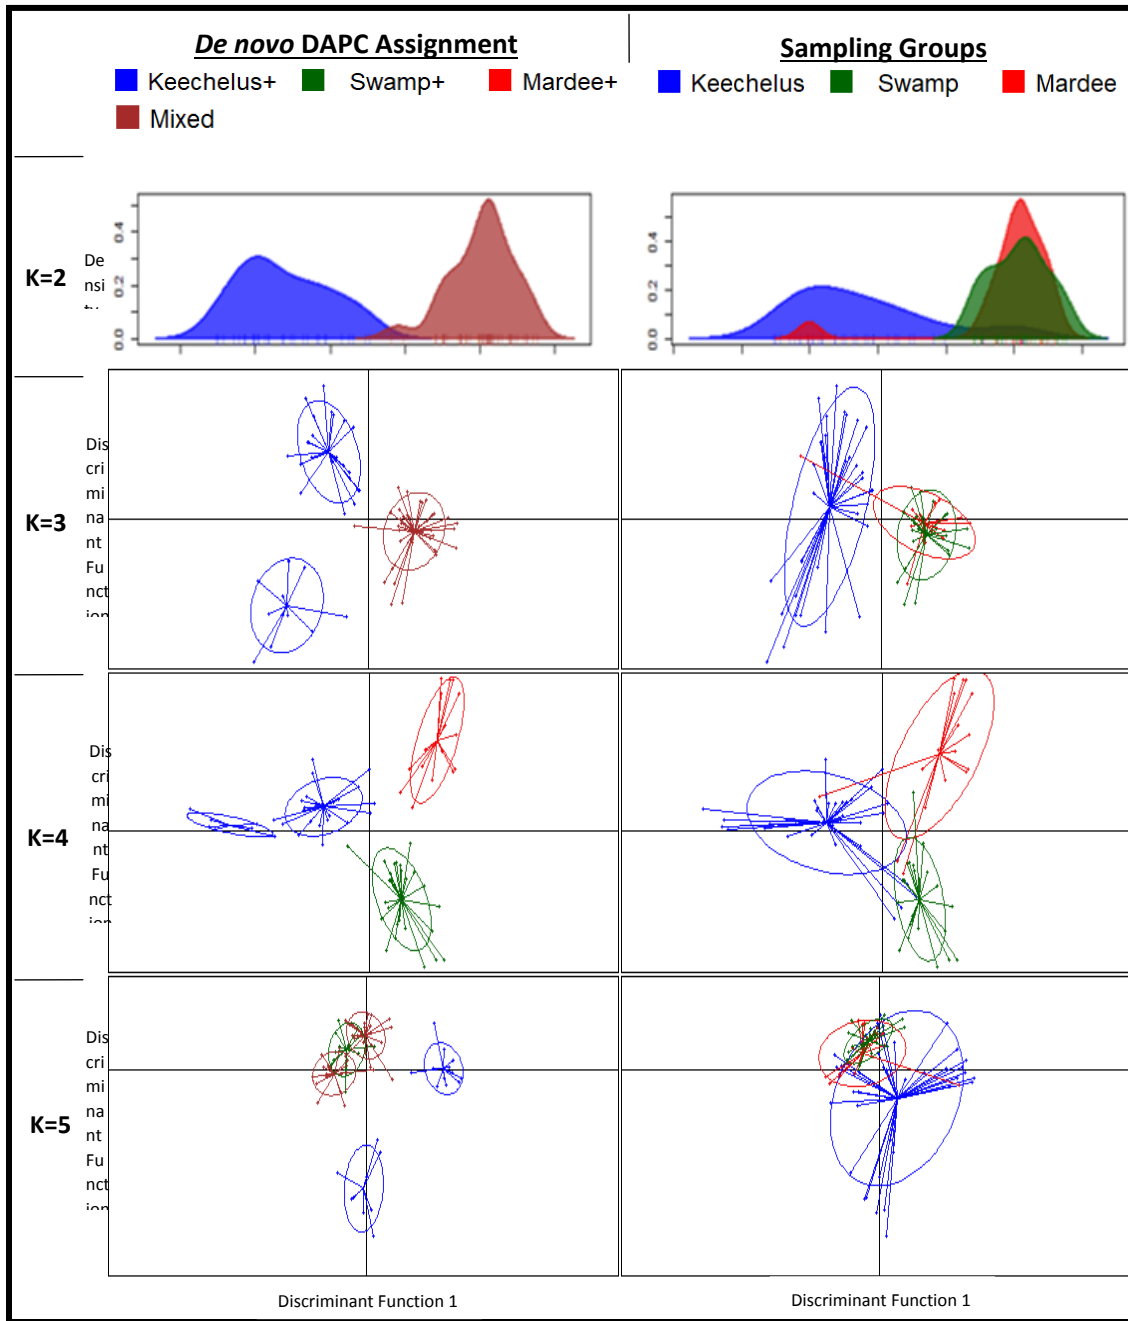 De novo DAPC Assignment
Keechelus+ Swamp+ Mardee+
Mixed
Sampling Groups
Keechelus Swamp Mardee
K=2
De
nsi
0.4
0.2
0.0
0.4
0.2
0.0
K=3
Dis
cri
mi
na
nt
Fu
nct
ion
K=4
Dis
cri
mi
na
nt
Fu
nct
ion
K=5
Dis
cri
mi
na
nt
Fu
nct
ion
Discriminant Function 1
Discriminant Function 1